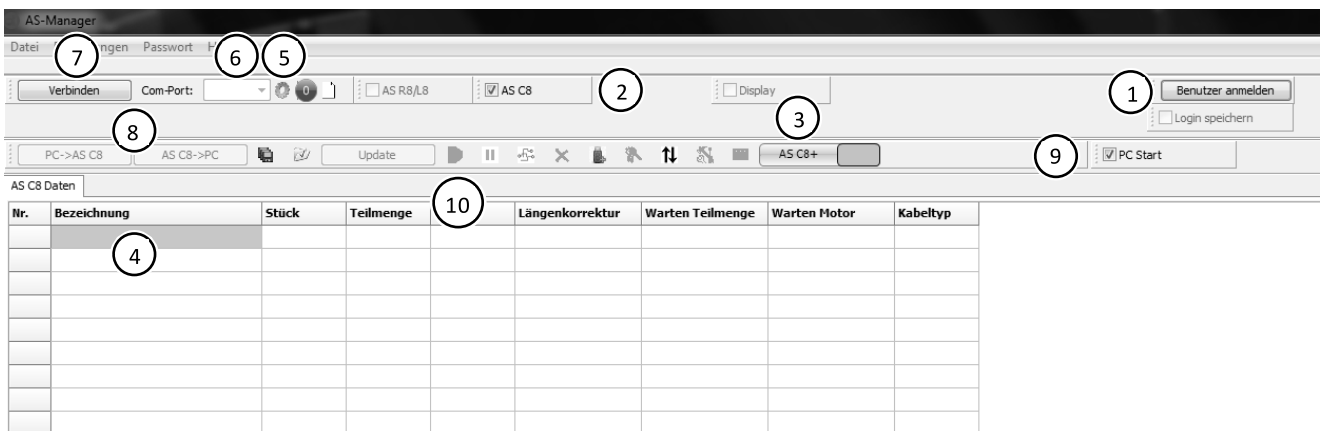 AS-Manager
Datei ngen Passwort H
7 6 5
Verbinden Com-Port: 0 AS R8/L8 AS C8 2 Display 1 Benutzer anmelden
3 Login speichern
8
PC->AS C8 AS C8->PC Update AS C8+ 9 PC Start
AS C8 Daten
10
Nr. Bezeichnung Stück Teilmenge Längenkorrektur Warten Teilmenge Warten Motor Kabeltyp
4